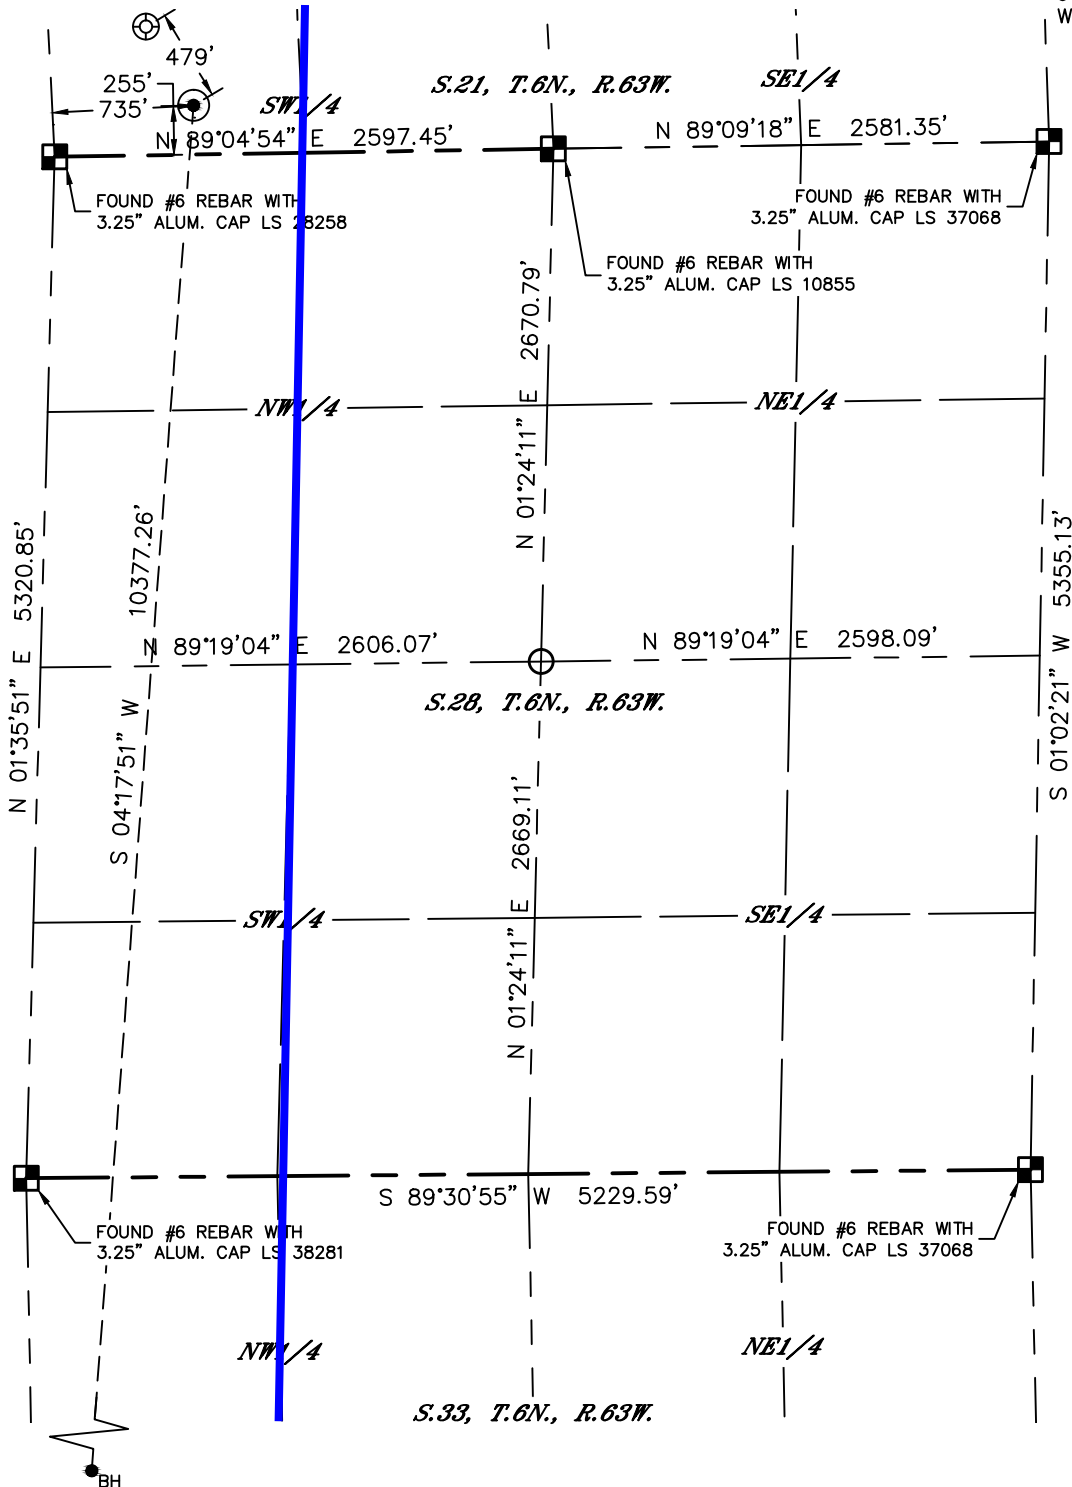 W
479'
255'
735'
SW1/4
S.21, T.6N., R.63W.
SE1/4
N 89°04'54" E 2597.45'
N 89°09'18" E 2581.35'
FOUND #6 REBAR WITH
3.25" ALUM. CAP LS 28258
FOUND #6 REBAR WITH
3.25" ALUM. CAP LS 37068
FOUND #6 REBAR WITH
3.25" ALUM. CAP LS 10855
N 01°24'11" E 2670.79'
NW1/4
NE1/4
N 01°35'51" E 5320.85'
S 04°17'51" W 10377.26'
S 01°02'21" W 5355.13'
N 89°19'04" E 2606.07'
N 89°19'04" E 2598.09'
S.28, T.6N., R.63W.
N 01°24'11" E 2669.11'
SW1/4
SE1/4
S 89°30'55" W 5229.59'
FOUND #6 REBAR WITH
3.25" ALUM. CAP LS 38281
FOUND #6 REBAR WITH
3.25" ALUM. CAP LS 37068
NW1/4
NE1/4
S.33, T.6N., R.63W.
BH